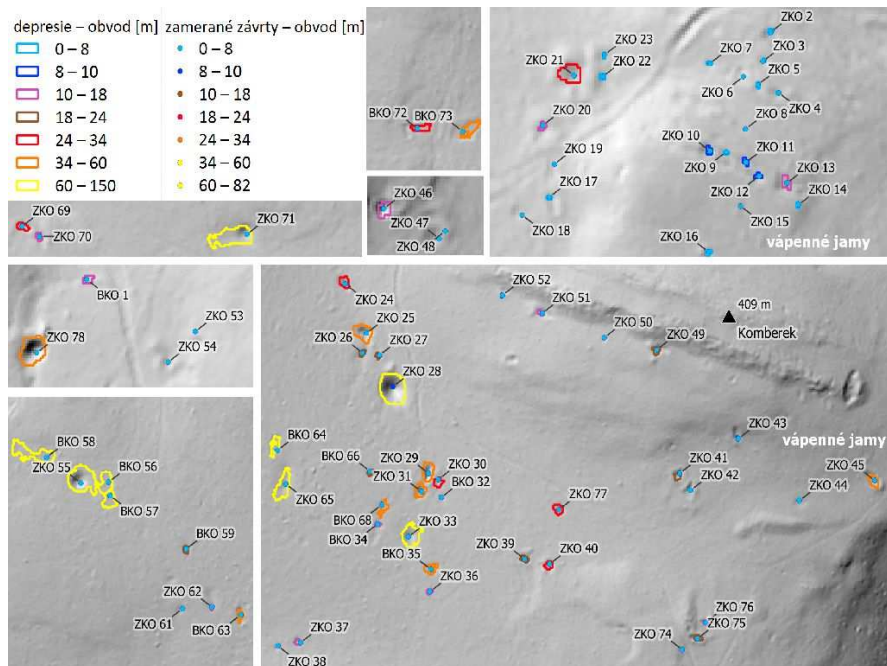 depresie – obvod [m]
zamerané závrty – obvod [m]
0 – 8
0 – 8
8 – 10
8 – 10
10 – 18
10 – 18
18 – 24
18 – 24
24 – 34
24 – 34
34 – 60
34 – 60
60 – 150
60 – 82
ZKO 69
ZKO 70
ZKO 71
BKO 72
BKO 73
ZKO 46
ZKO 47
ZKO 48
ZKO 2
ZKO 23
ZKO 3
ZKO 21
ZKO 7
ZKO 22
ZKO 5
ZKO 6
ZKO 4
ZKO 20
ZKO 8
ZKO 10
ZKO 11
ZKO 19
ZKO 9
ZKO 13
ZKO 12
ZKO 17
ZKO 14
ZKO 18
ZKO 15
ZKO 16
vápenné jamy
BKO 1
ZKO 53
ZKO 78
ZKO 54
BKO 58
ZKO 55
BKO 56
BKO 57
BKO 59
ZKO 62
ZKO 61
BKO 63
ZKO 52
ZKO 24
ZKO 51
409 m
ZKO 25
ZKO 50
Komberek
ZKO 26
ZKO 27
ZKO 49
ZKO 28
ZKO 43
vápenné jamy
BKO 64
BKO 66
ZKO 29
ZKO 30
ZKO 41
ZKO 45
ZKO 31
BKO 32
ZKO 42
ZKO 65
ZKO 44
BKO 68
ZKO 77
ZKO 33
BKO 34
BKO 35
ZKO 39
ZKO 40
ZKO 36
ZKO 76
ZKO 75
ZKO 37
ZKO 74
ZKO 38